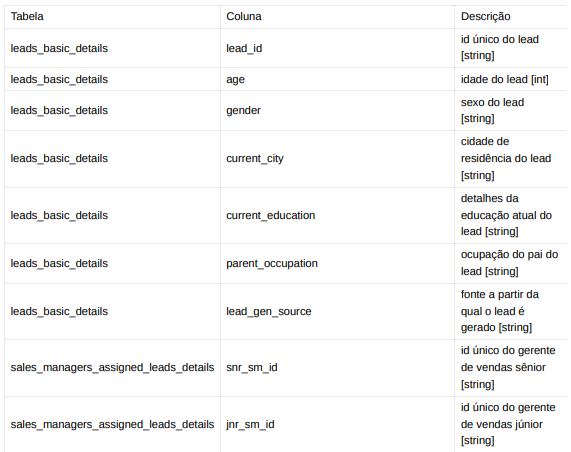 Tabela Coluna Descrição
leads_basic_details lead_id id único do lead
[string]
leads_basic_details age idade do lead [int]
leads_basic_details gender sexo do lead
[string]
leads_basic_details current_city cidade de
residência do lead
[string]
leads_basic_details current_education detalhes da
educação atual do
lead [string]
leads_basic_details parent_occupation ocupação do pai do
lead [string]
leads_basic_details lead_gen_source fonte a partir da
qual o lead é
gerado [string]
sales_managers_assigned_leads_details snr_sm_id id único do gerente
de vendas sênior
[string]
sales_managers_assigned_leads_details jnr_sm_id id único do gerente
de vendas júnior
[string]